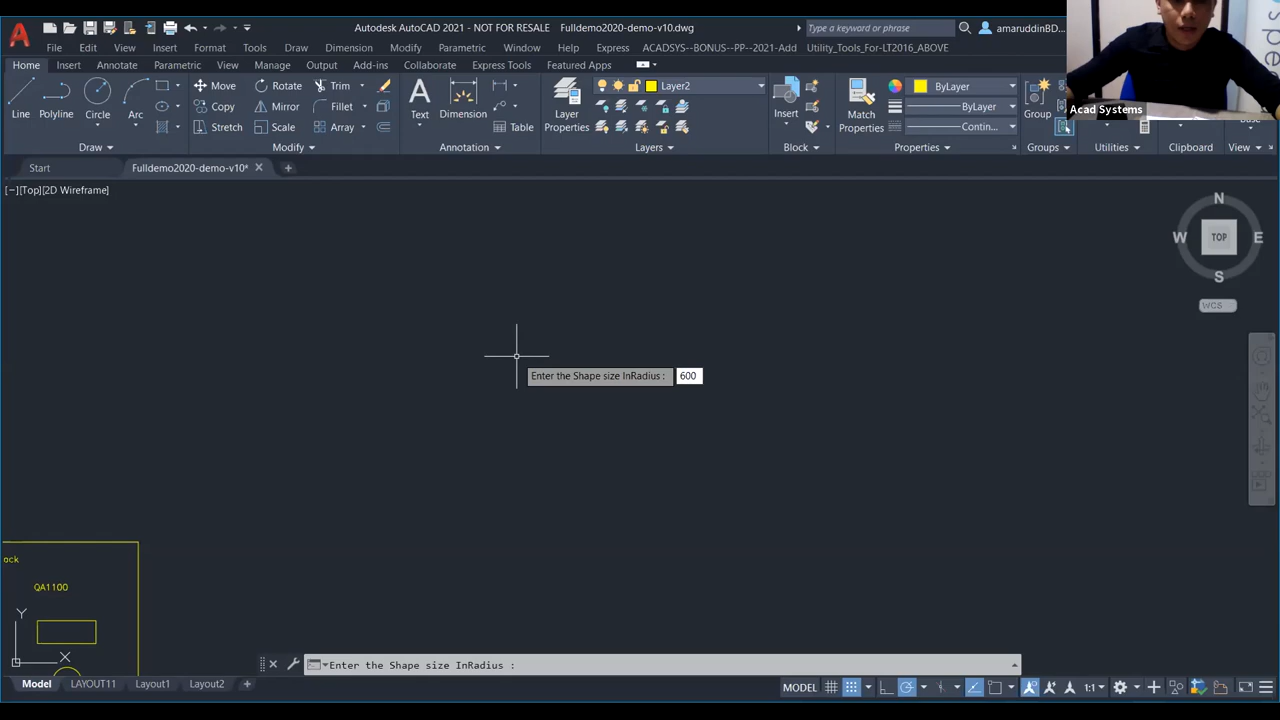 Autodesk AutoCAD 2021 - NOT FOR RESALE Fulldemo2020-demo-v10.dwg
Type a keyword or phrase
amaruddinBD...
File Edit View Insert Format Tools Draw Dimension Modify Parametric Window Help Express ACADSYS--BONUS--PP--2021-Add Utility_Tools_For-LT2016_ABOVE
Home Insert Annotate Parametric View Manage Output Add-ins Collaborate Express Tools Featured Apps
Line Polyline Circle Arc
Move Rotate Trim
Copy Mirror Fillet
Stretch Scale Array
Text Dimension Table
Layer Properties
Layer2
Insert
Match Properties
ByLayer
ByLayer
Contin...
Group
Acad Systems
Base
Draw Modify Annotation Layers Block Properties Groups Utilities Clipboard View
Start Fulldemo2020-demo-v10*
[−][Top][2D Wireframe]
N
W TOP E
S
WCS
Enter the Shape size InRadius : 600
ock
QA1100
Y
X
Enter the Shape size InRadius :
Model LAYOUT11 Layout1 Layout2 +
MODEL 1:1